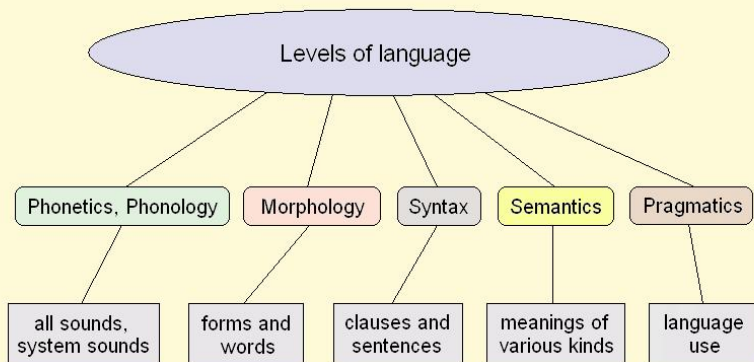 Levels of language
Phonetics, Phonology
Morphology
Syntax
Semantics
Pragmatics
all sounds,
system sounds
forms and
words
clauses and
sentences
meanings of
various kinds
language
use